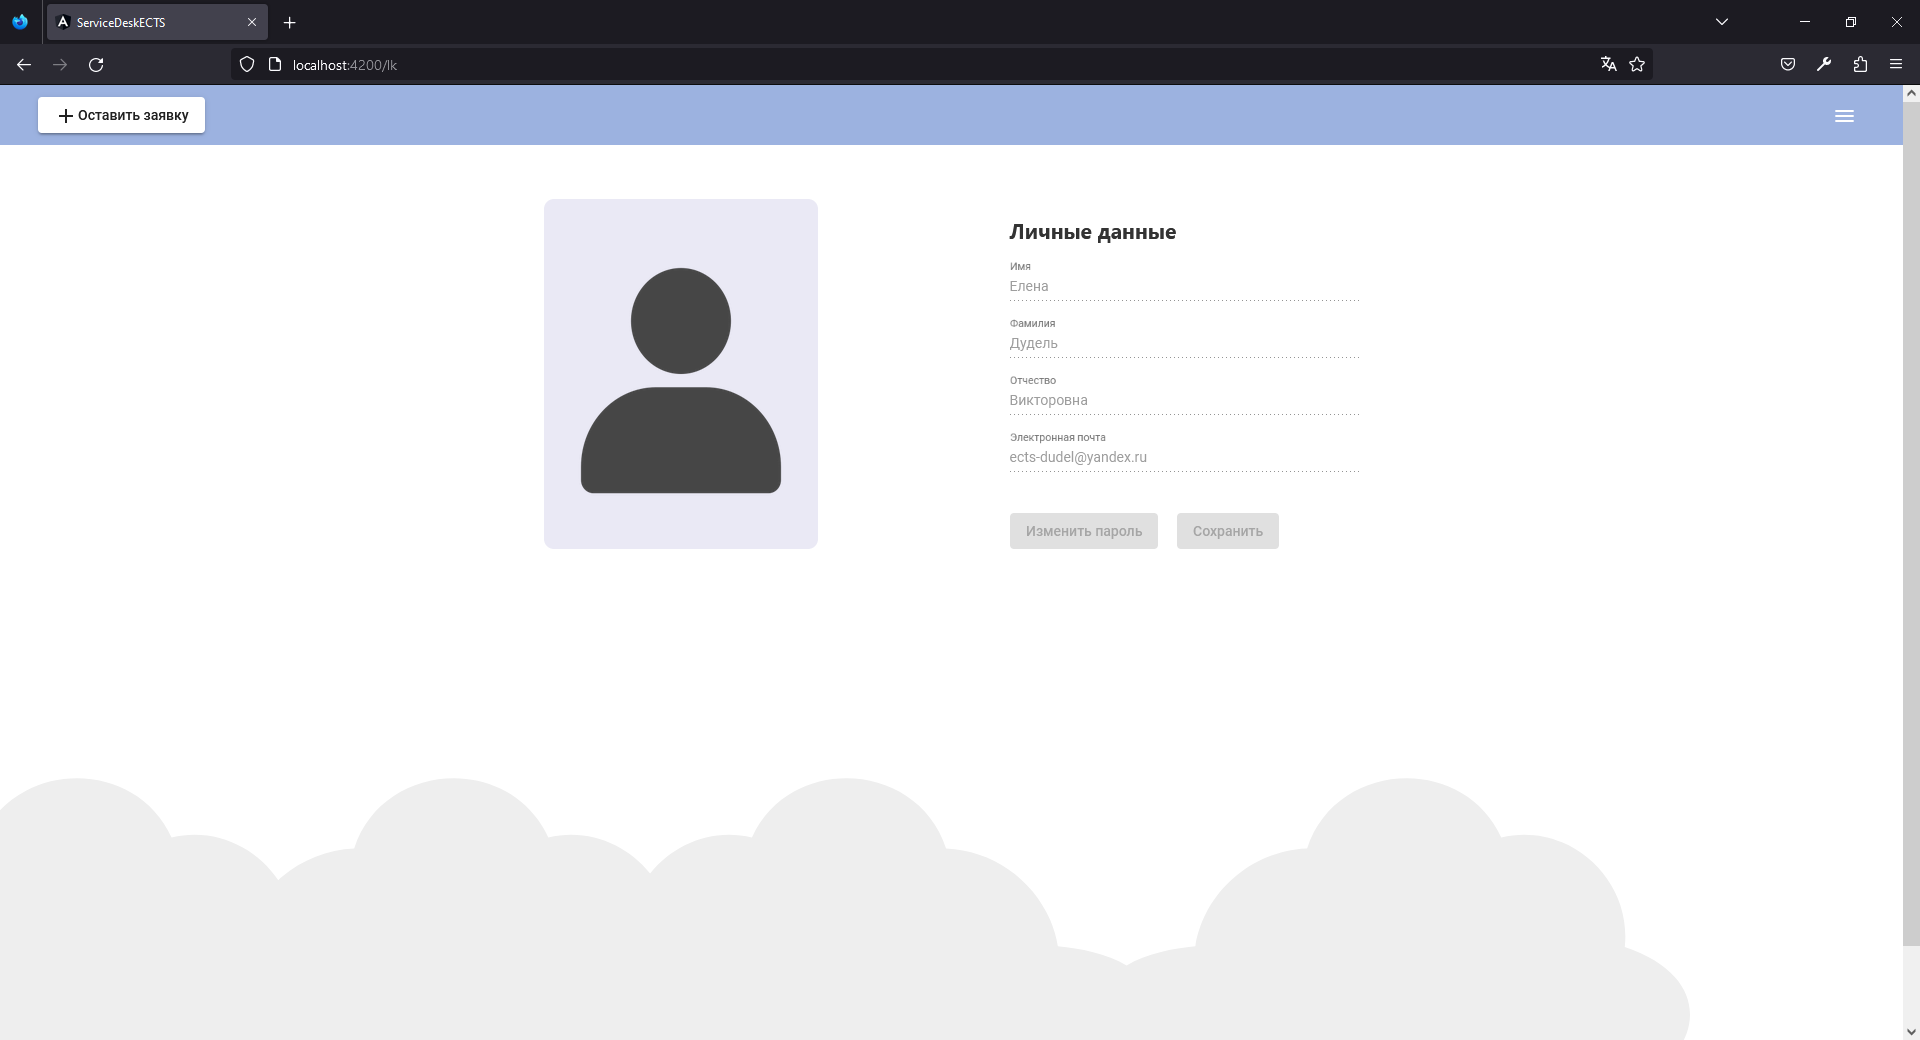 ServiceDeskECTS
localhost:4200/lk
Оставить заявку
Личные данные
Имя
Елена
Фамилия
Дудель
Отчество
Викторовна
Электронная почта
ects-dudel@yandex.ru
Изменить пароль Сохранить